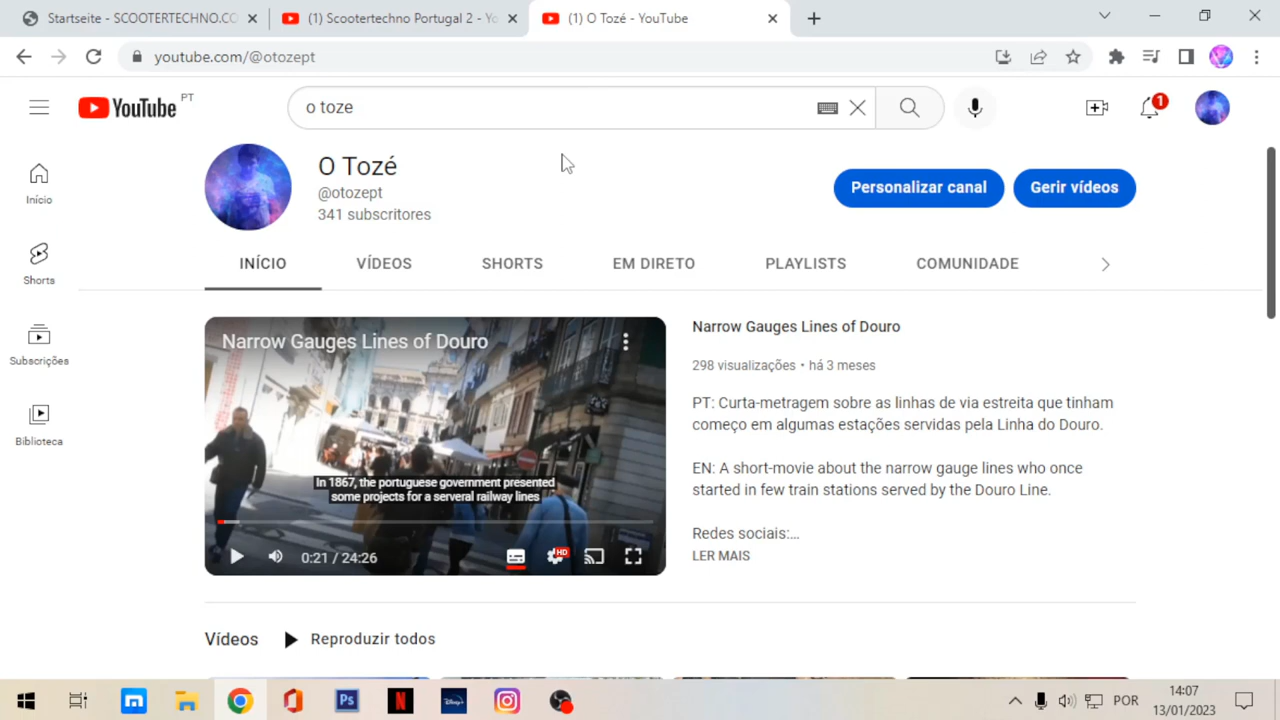 Startseite - SCOOTERTECHNO.CO
(1) Scootertechno Portugal 2 - Yo
(1) O Tozé - YouTube
youtube.com/@otozept
YouTube PT
o toze
1
O Tozé
@otozept
341 subscritores
Personalizar canal
Gerir vídeos
Início
Shorts
Subscrições
Biblioteca
INÍCIO
VÍDEOS
SHORTS
EM DIRETO
PLAYLISTS
COMUNIDADE
Narrow Gauges Lines of Douro
In 1867, the portuguese government presented
some projects for a serveral railway lines
0:21 / 24:26
HD
Narrow Gauges Lines of Douro
298 visualizações • há 3 meses
PT: Curta-metragem sobre as linhas de via estreita que tinham
começo em algumas estações servidas pela Linha do Douro.
EN: A short-movie about the narrow gauge lines who once
started in few train stations served by the Douro Line.
Redes sociais:...
LER MAIS
Vídeos
Reproduzir todos
Ps
N
Disney+
POR
14:07
13/01/2023